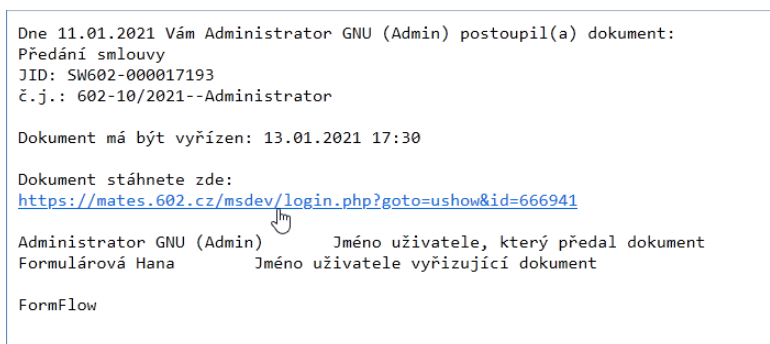 Dne 11.01.2021 Vám Administrator GNU (Admin) postoupil(a) dokument:
Předání smlouvy
JID: SW602-000017193
č.j.: 602-10/2021--Administrator
Dokument má být vyřízen: 13.01.2021 17:30
Dokument stáhnete zde:
https://mates.602.cz/msdev/login.php?goto=ushow&id=666941
Administrator GNU (Admin) Jméno uživatele, který předal dokument
Formulárová Hana Jméno uživatele vyřizující dokument
FormFlow